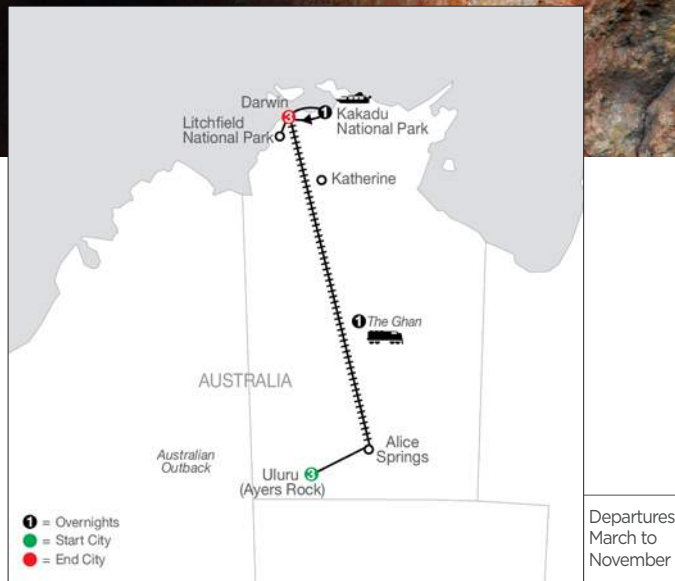 Darwin
3
1
Kakadu
National Park
Litchfield
National Park
Katherine
1 The Ghan
AUSTRALIA
Australian
Outback
Alice
Springs
3
Uluru
(Ayers Rock)
1 = Overnights
= Start City
= End City
Departures
March to
November